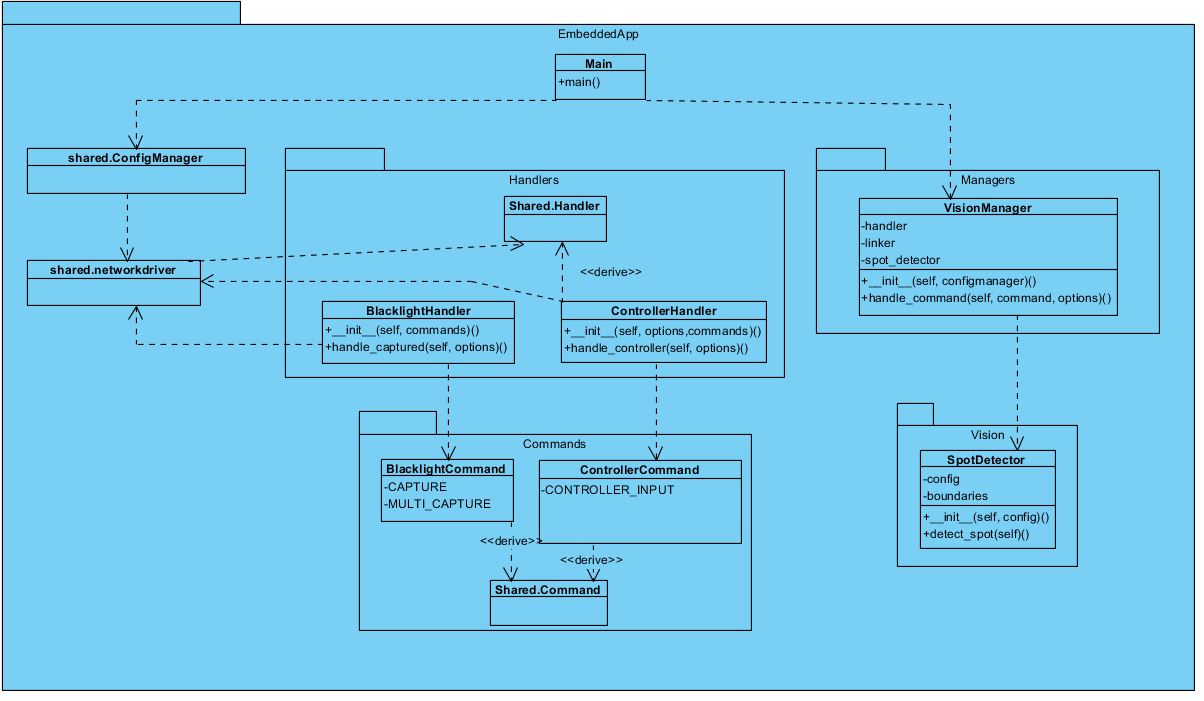 EmbeddedApp
Main
+main()
shared.ConfigManager
Handlers
Shared.Handler
Managers
VisionManager
-handler
-linker
-spot_detector
+__init__(self, configmanager)()
+handle_command(self, command, options)()
shared.networkdriver
<<derive>>
BlacklightHandler
+__init__(self, commands)()
+handle_captured(self, options)()
ControllerHandler
+__init__(self, options,commands)()
+handle_controller(self, options)()
Commands
BlacklightCommand
-CAPTURE
-MULTI_CAPTURE
ControllerCommand
-CONTROLLER_INPUT
<<derive>>
<<derive>>
Shared.Command
Vision
SpotDetector
-config
-boundaries
+__init__(self, config)()
+detect_spot(self)()